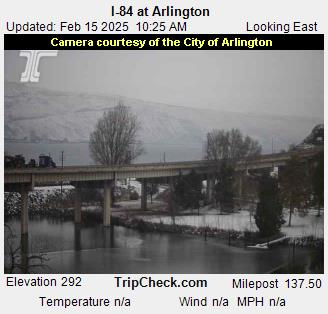 I-84 at Arlington
Updated: Feb 15 2025 10:25 AM Looking East
Camera courtesy of the City of Arlington
Elevation 292 TripCheck.com Milepost 137.50
Temperature n/a Wind n/a MPH n/a